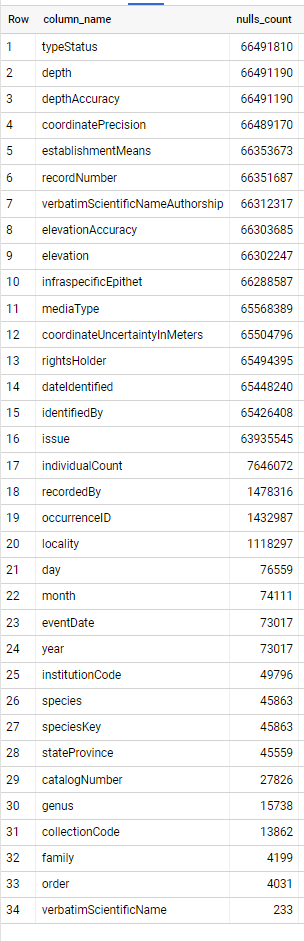 Row column_name nulls_count
1 typeStatus 66491810
2 depth 66491190
3 depthAccuracy 66491190
4 coordinatePrecision 66489170
5 establishmentMeans 66353673
6 recordNumber 66351687
7 verbatimScientificNameAuthorship 66312317
8 elevationAccuracy 66303685
9 elevation 66302247
10 infraspecificEpithet 66288587
11 mediaType 65568389
12 coordinateUncertaintyInMeters 65504796
13 rightsHolder 65494395
14 dateIdentified 65448240
15 identifiedBy 65426408
16 issue 63935545
17 individualCount 7646072
18 recordedBy 1478316
19 occurrenceID 1432987
20 locality 1118297
21 day 76559
22 month 74111
23 eventDate 73017
24 year 73017
25 institutionCode 49796
26 species 45863
27 speciesKey 45863
28 stateProvince 45559
29 catalogNumber 27826
30 genus 15738
31 collectionCode 13862
32 family 4199
33 order 4031
34 verbatimScientificName 233